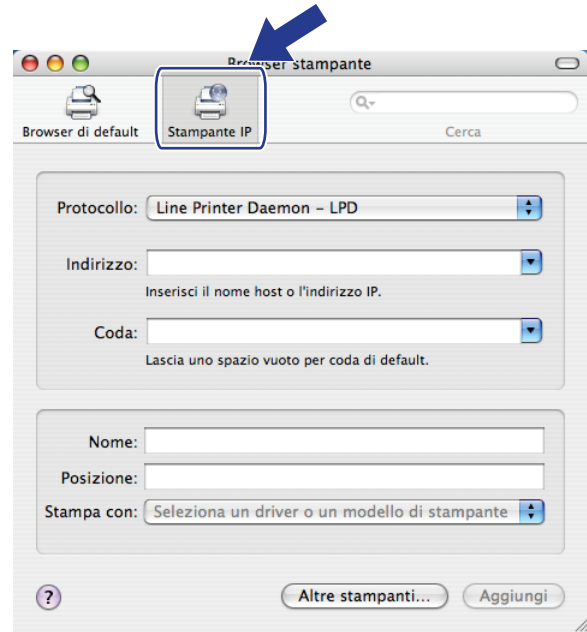 Browser stampante
Browser di default
Stampante IP
Cerca
Protocollo: Line Printer Daemon – LPD
Indirizzo:
Inserisci il nome host o l'indirizzo IP.
Coda:
Lascia uno spazio vuoto per coda di default.
Nome:
Posizione:
Stampa con: Seleziona un driver o un modello di stampante
? Altre stampanti... Aggiungi